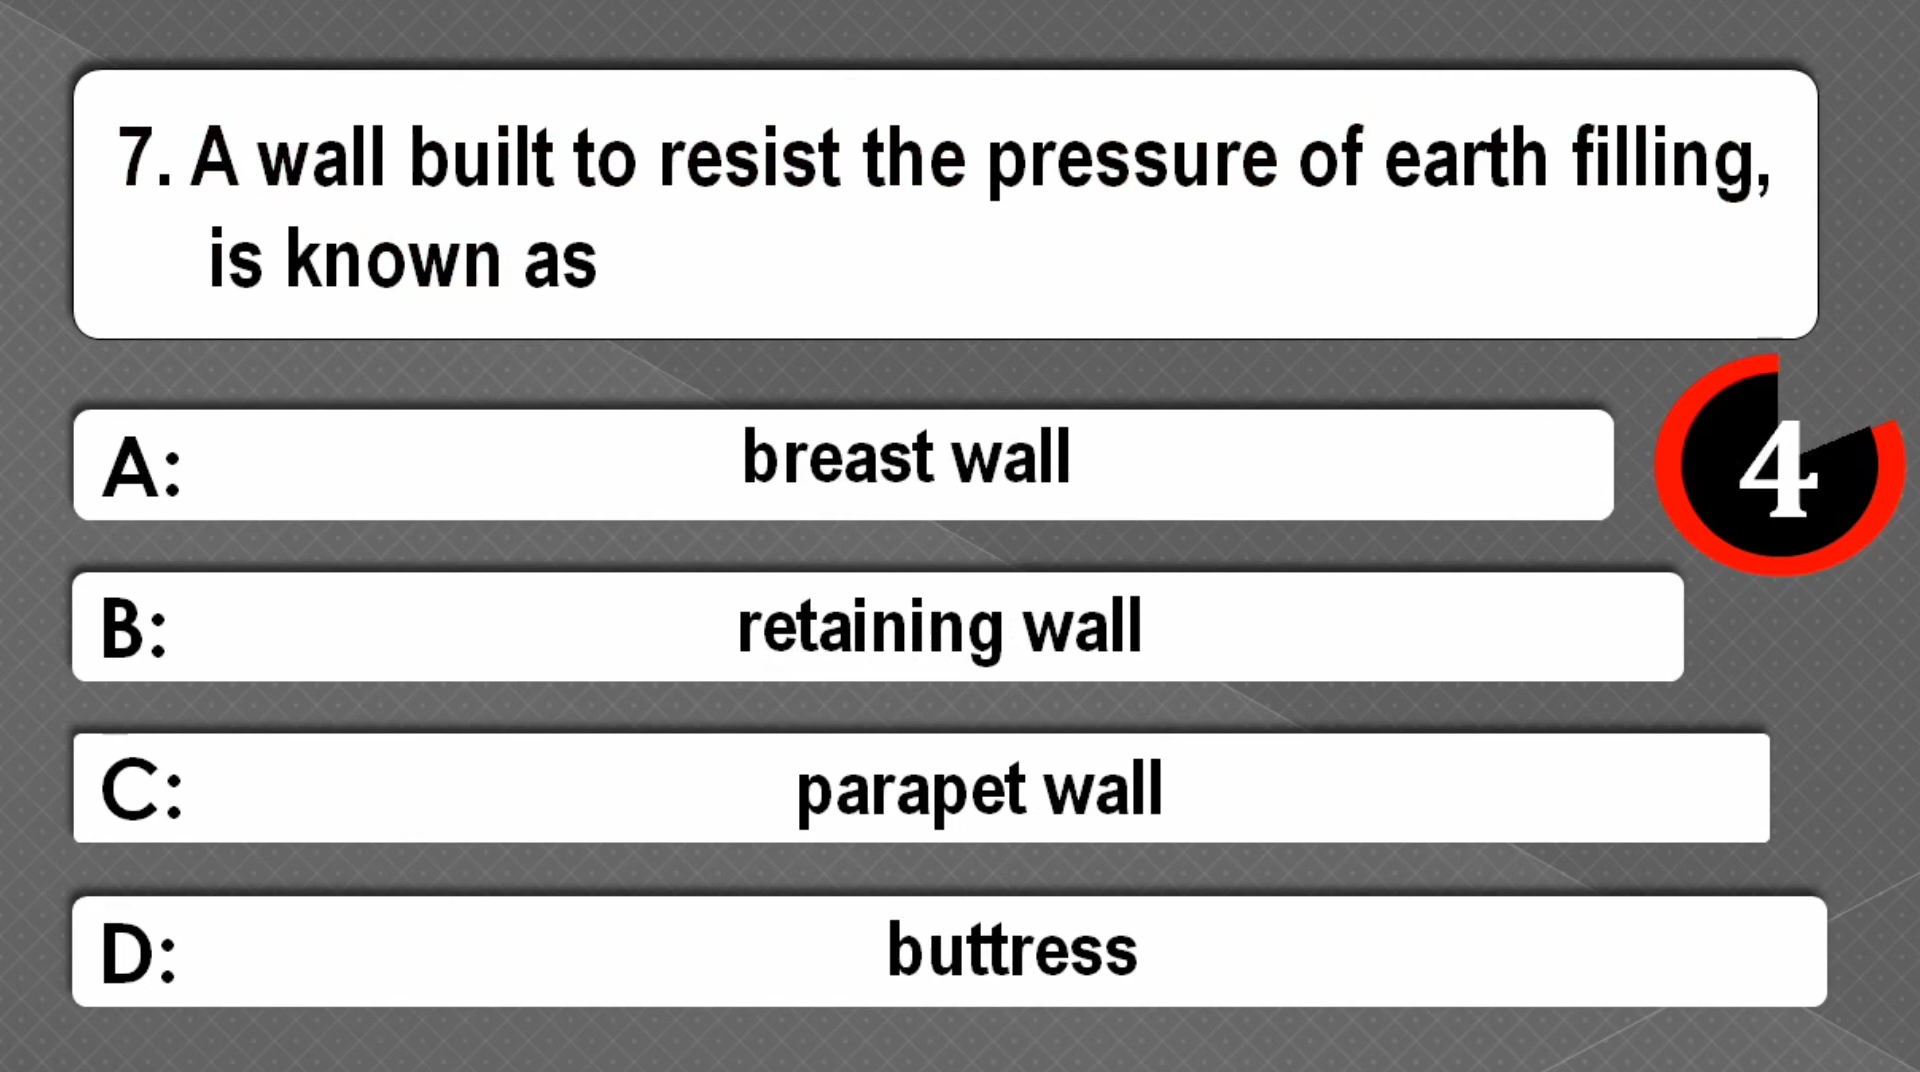 7. A wall built to resist the pressure of earth filling,
is known as
A: breast wall
4
B: retaining wall
C: parapet wall
D: buttress